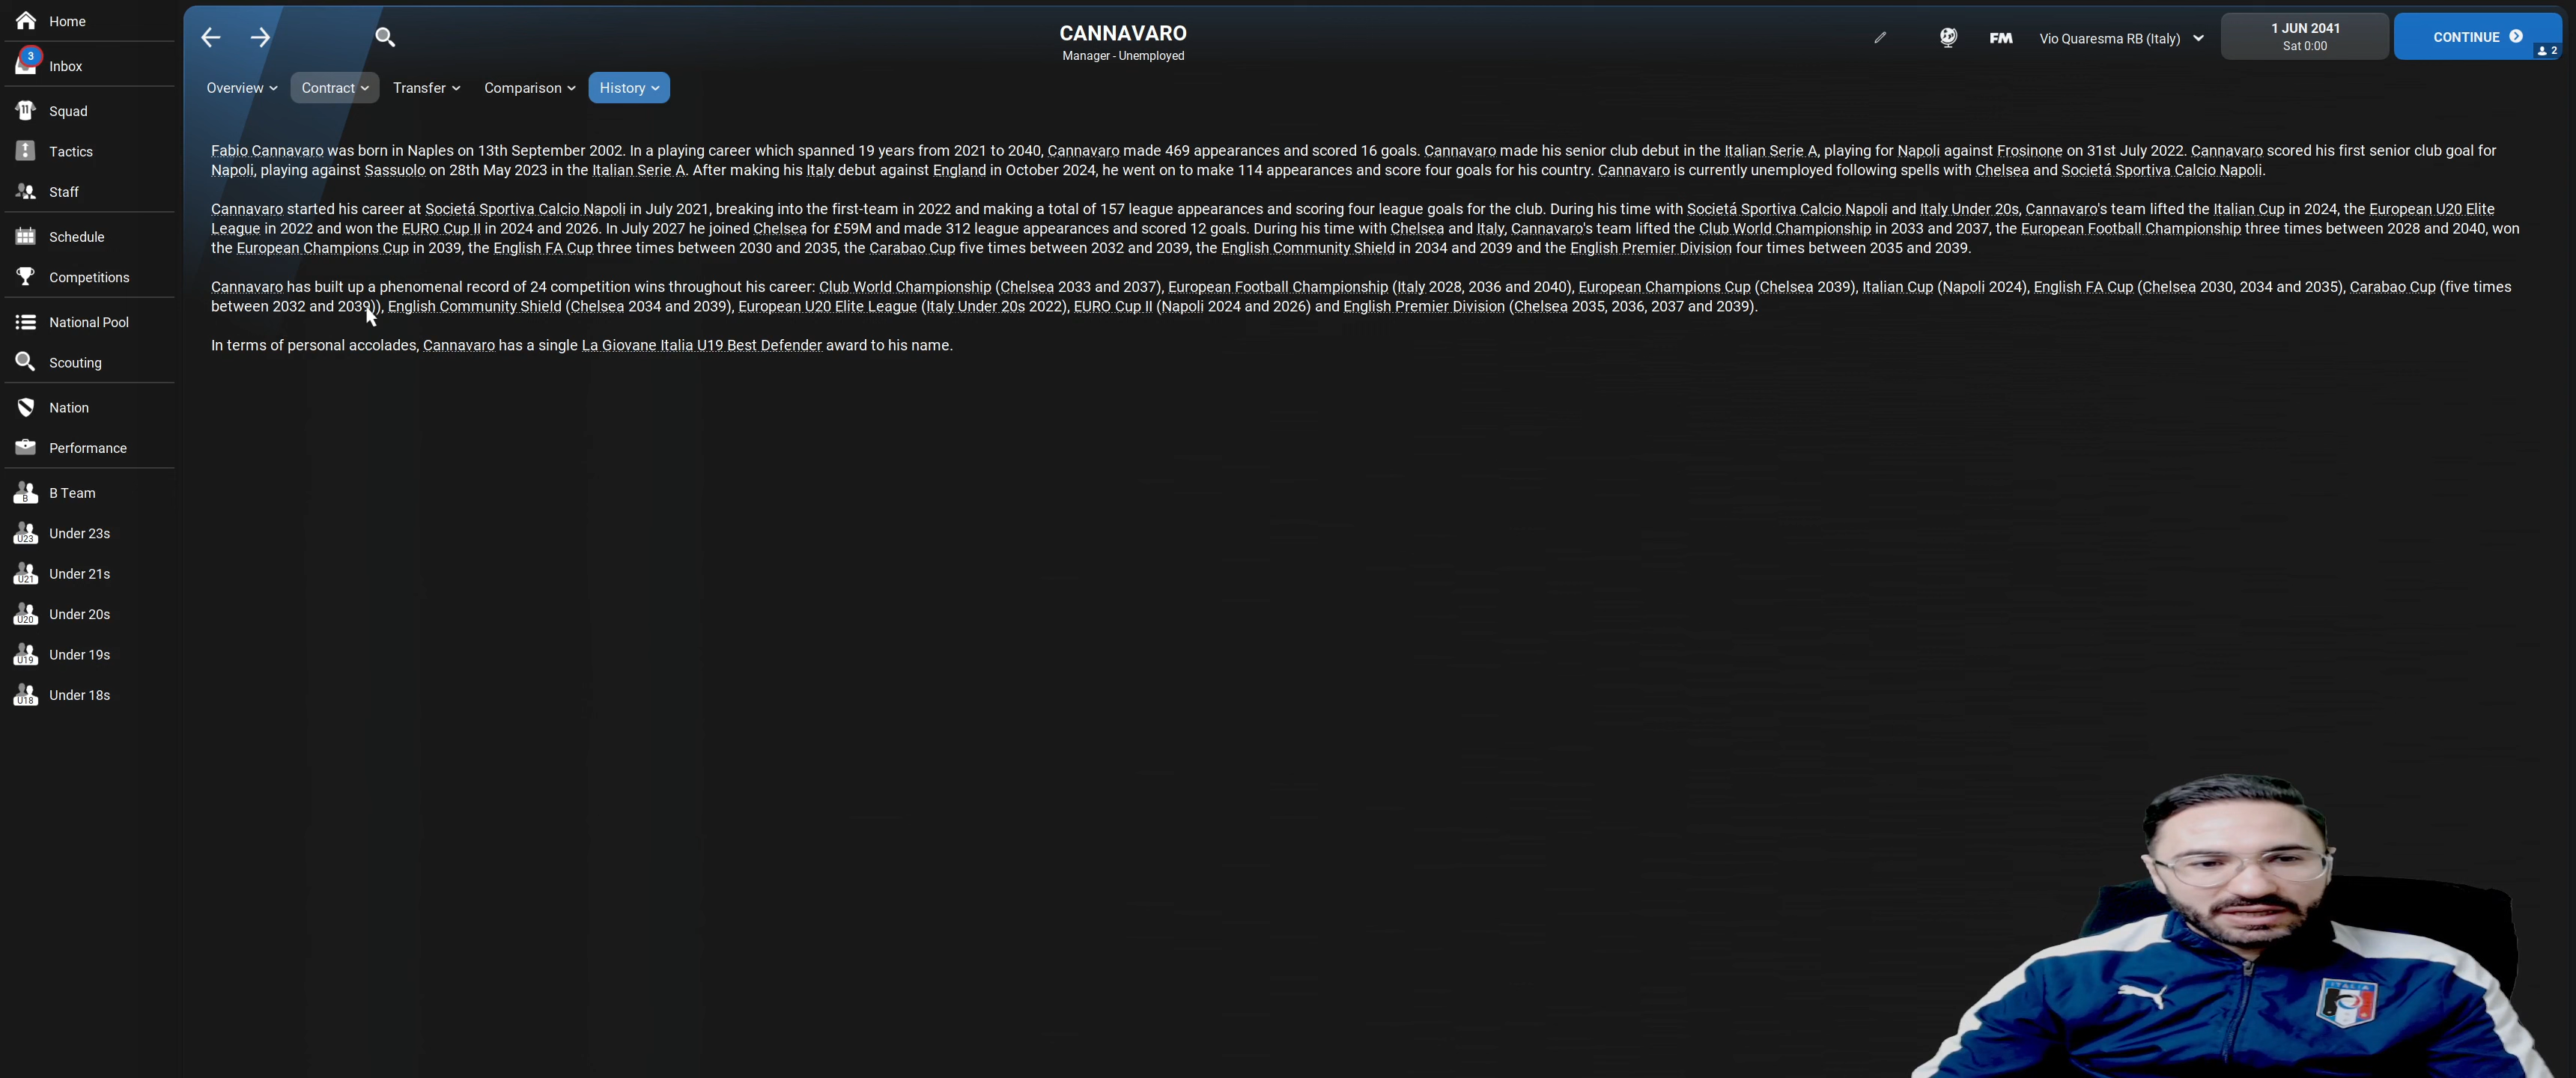 Home
CANNAVARO
Manager - Unemployed
FM
Vio Quaresma RB (Italy)
1 JUN 2041
Sat 0:00
CONTINUE
2
3
Inbox
Overview
Contract
Transfer
Comparison
History
11
Squad
Tactics
Staff
Schedule
Competitions
National Pool
Scouting
Nation
Performance
B
B Team
U23
Under 23s
U21
Under 21s
U20
Under 20s
U19
Under 19s
U18
Under 18s
Fabio Cannavaro was born in Naples on 13th September 2002. In a playing career which spanned 19 years from 2021 to 2040, Cannavaro made 469 appearances and scored 16 goals. Cannavaro made his senior club debut in the Italian Serie A, playing for Napoli against Frosinone on 31st July 2022. Cannavaro scored his first senior club goal for
Napoli, playing against Sassuolo on 28th May 2023 in the Italian Serie A. After making his Italy debut against England in October 2024, he went on to make 114 appearances and score four goals for his country. Cannavaro is currently unemployed following spells with Chelsea and Societá Sportiva Calcio Napoli.
Cannavaro started his career at Societá Sportiva Calcio Napoli in July 2021, breaking into the first-team in 2022 and making a total of 157 league appearances and scoring four league goals for the club. During his time with Societá Sportiva Calcio Napoli and Italy Under 20s, Cannavaro's team lifted the Italian Cup in 2024, the European U20 Elite
League in 2022 and won the EURO Cup II in 2024 and 2026. In July 2027 he joined Chelsea for £59M and made 312 league appearances and scored 12 goals. During his time with Chelsea and Italy, Cannavaro's team lifted the Club World Championship in 2033 and 2037, the European Football Championship three times between 2028 and 2040, won
the European Champions Cup in 2039, the English FA Cup three times between 2030 and 2035, the Carabao Cup five times between 2032 and 2039, the English Community Shield in 2034 and 2039 and the English Premier Division four times between 2035 and 2039.
Cannavaro has built up a phenomenal record of 24 competition wins throughout his career: Club World Championship (Chelsea 2033 and 2037), European Football Championship (Italy 2028, 2036 and 2040), European Champions Cup (Chelsea 2039), Italian Cup (Napoli 2024), English FA Cup (Chelsea 2030, 2034 and 2035), Carabao Cup (five times
between 2032 and 2039)), English Community Shield (Chelsea 2034 and 2039), European U20 Elite League (Italy Under 20s 2022), EURO Cup II (Napoli 2024 and 2026) and English Premier Division (Chelsea 2035, 2036, 2037 and 2039).
In terms of personal accolades, Cannavaro has a single La Giovane Italia U19 Best Defender award to his name.
ITALIA